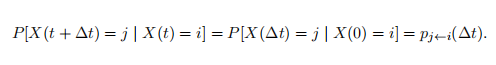 P[X(t + Δt) = j | X(t) = i] = P[X(Δt) = j | X(0) = i] = p_{j←i}(Δt).